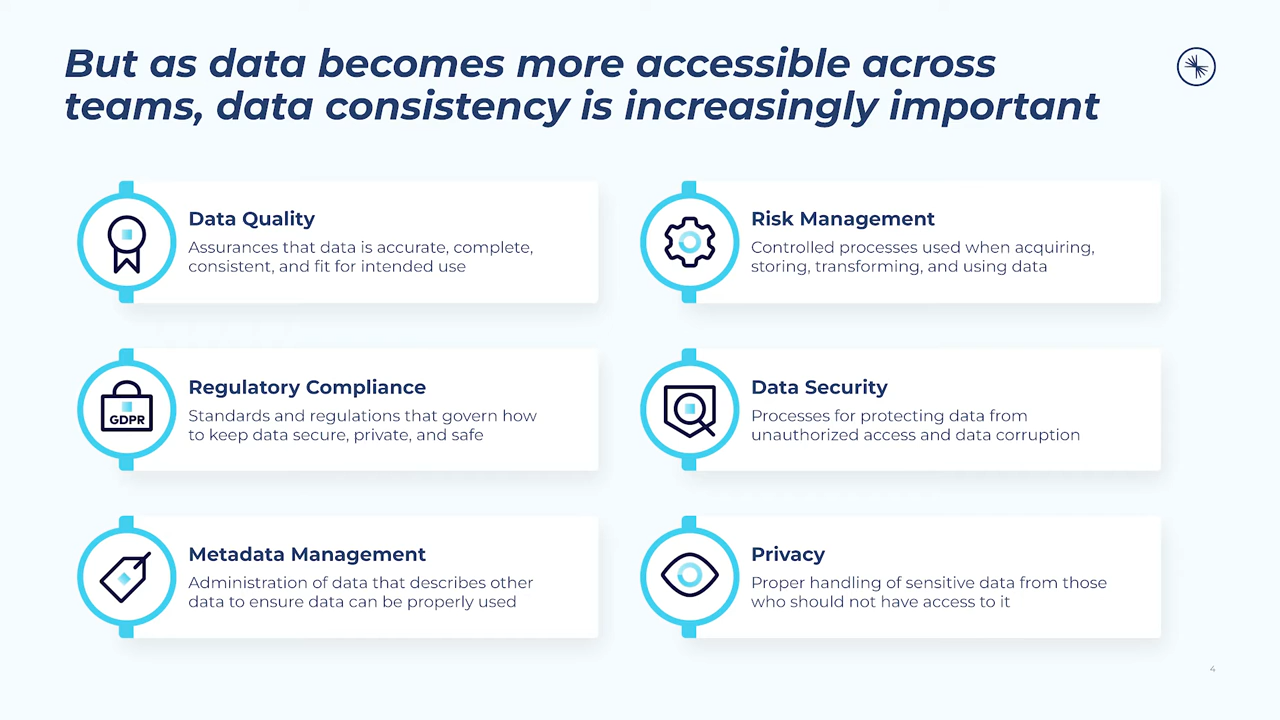 But as data becomes more accessible across
teams, data consistency is increasingly important
Data Quality
Assurances that data is accurate, complete,
consistent, and fit for intended use
Risk Management
Controlled processes used when acquiring,
storing, transforming, and using data
GDPR
Regulatory Compliance
Standards and regulations that govern how
to keep data secure, private, and safe
Data Security
Processes for protecting data from
unauthorized access and data corruption
Metadata Management
Administration of data that describes other
data to ensure data can be properly used
Privacy
Proper handling of sensitive data from those
who should not have access to it
4